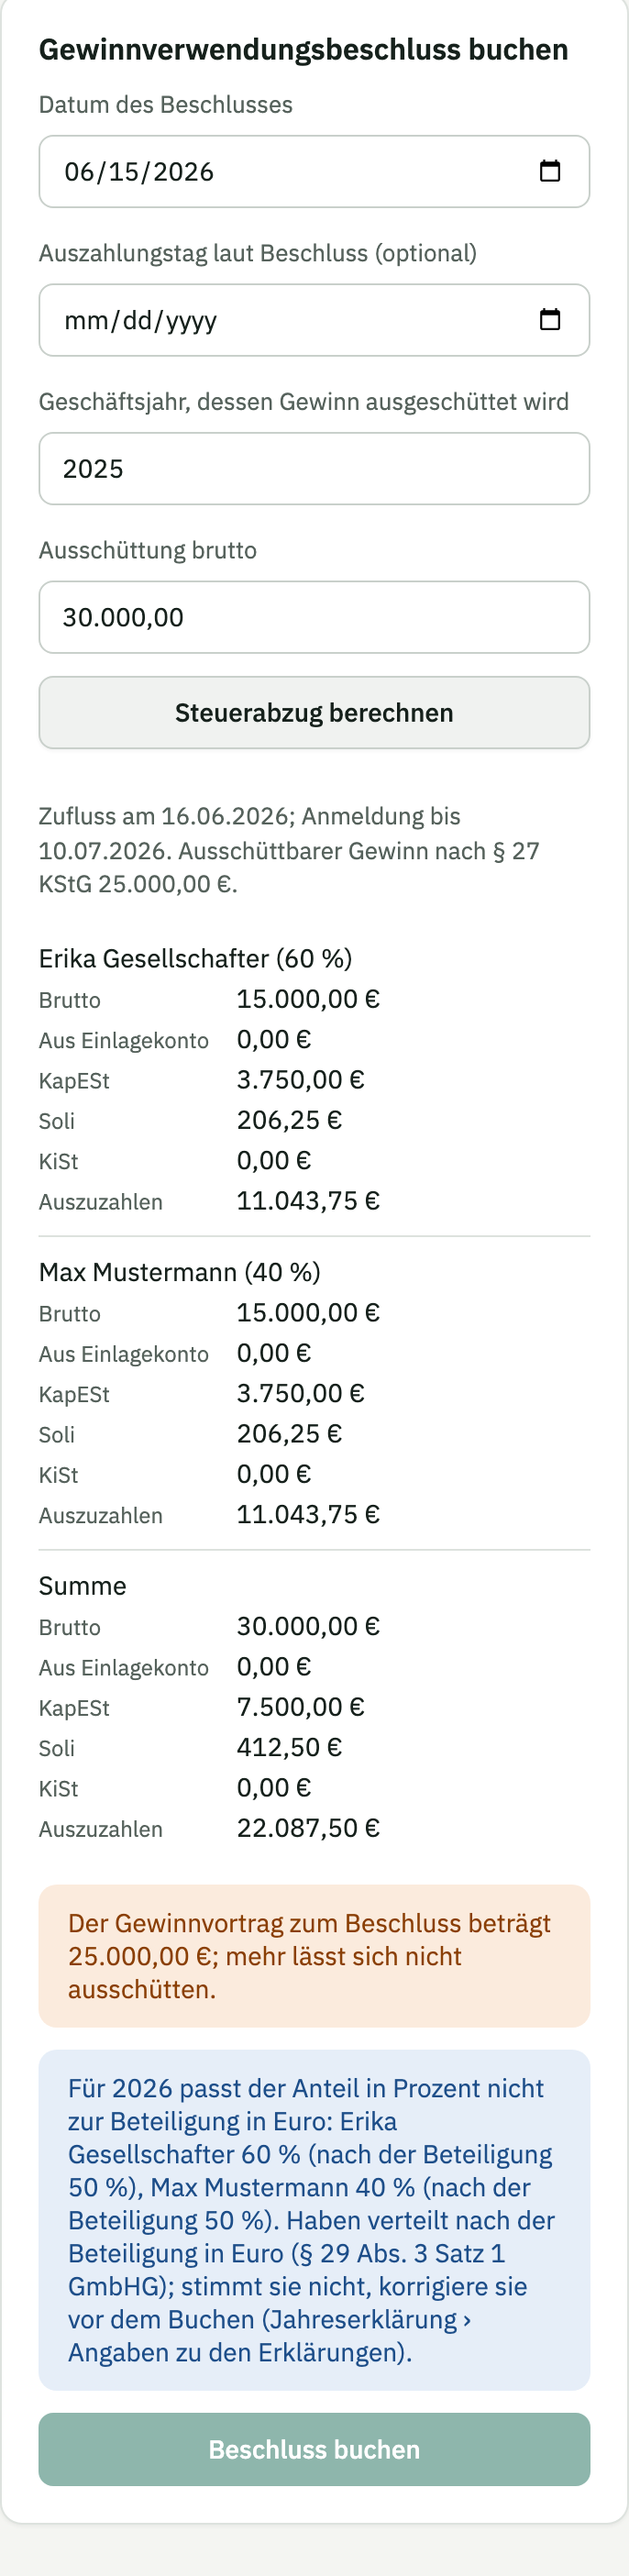 Gewinnverwendungsbeschluss buchen
Datum des Beschlusses
06/15/2026
Auszahlungstag laut Beschluss (optional)
mm/dd/yyyy
Geschäftsjahr, dessen Gewinn ausgeschüttet wird
2025
Ausschüttung brutto
30.000,00
Steuerabzug berechnen
Zufluss am 16.06.2026; Anmeldung bis
10.07.2026. Ausschüttbarer Gewinn nach § 27
KStG 25.000,00 €.
Erika Gesellschafter (60 %)
Brutto 15.000,00 €
Aus Einlagekonto 0,00 €
KapESt 3.750,00 €
Soli 206,25 €
KiSt 0,00 €
Auszuzahlen 11.043,75 €
Max Mustermann (40 %)
Brutto 15.000,00 €
Aus Einlagekonto 0,00 €
KapESt 3.750,00 €
Soli 206,25 €
KiSt 0,00 €
Auszuzahlen 11.043,75 €
Summe
Brutto 30.000,00 €
Aus Einlagekonto 0,00 €
KapESt 7.500,00 €
Soli 412,50 €
KiSt 0,00 €
Auszuzahlen 22.087,50 €
Der Gewinnvortrag zum Beschluss beträgt
25.000,00 €; mehr lässt sich nicht
ausschütten.
Für 2026 passt der Anteil in Prozent nicht
zur Beteiligung in Euro: Erika
Gesellschafter 60 % (nach der Beteiligung
50 %), Max Mustermann 40 % (nach der
Beteiligung 50 %). Haben verteilt nach der
Beteiligung in Euro (§ 29 Abs. 3 Satz 1
GmbHG); stimmt sie nicht, korrigiere sie
vor dem Buchen (Jahreserklärung ›
Angaben zu den Erklärungen).
Beschluss buchen